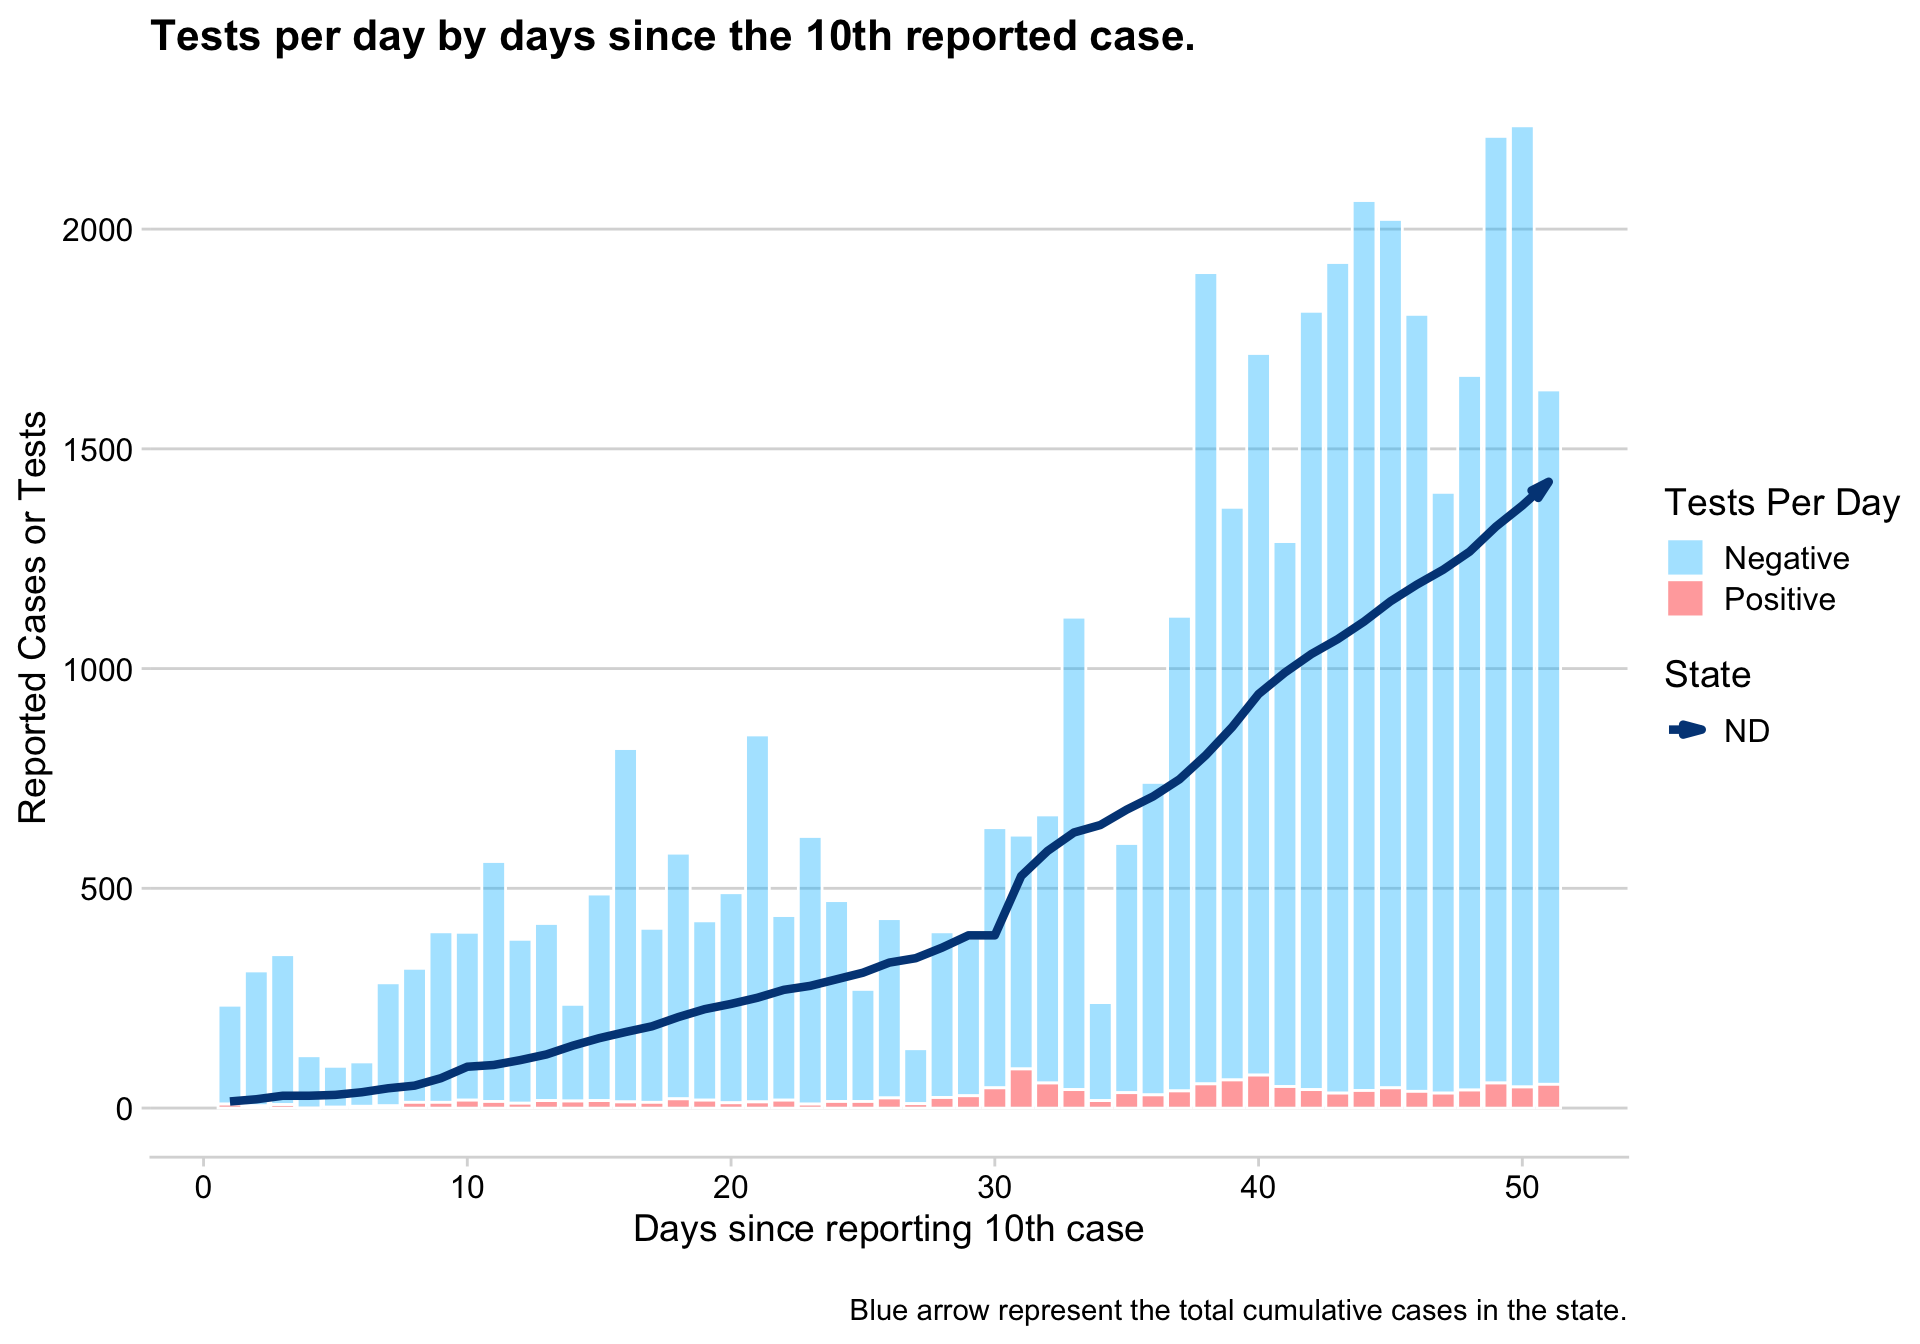 Tests per day by days since the 10th reported case.
Reported Cases or Tests
2000
1500
1000
500
0
0 10 20 30 40 50
Days since reporting 10th case
Tests Per Day
Negative
Positive
State
ND
Blue arrow represent the total cumulative cases in the state.